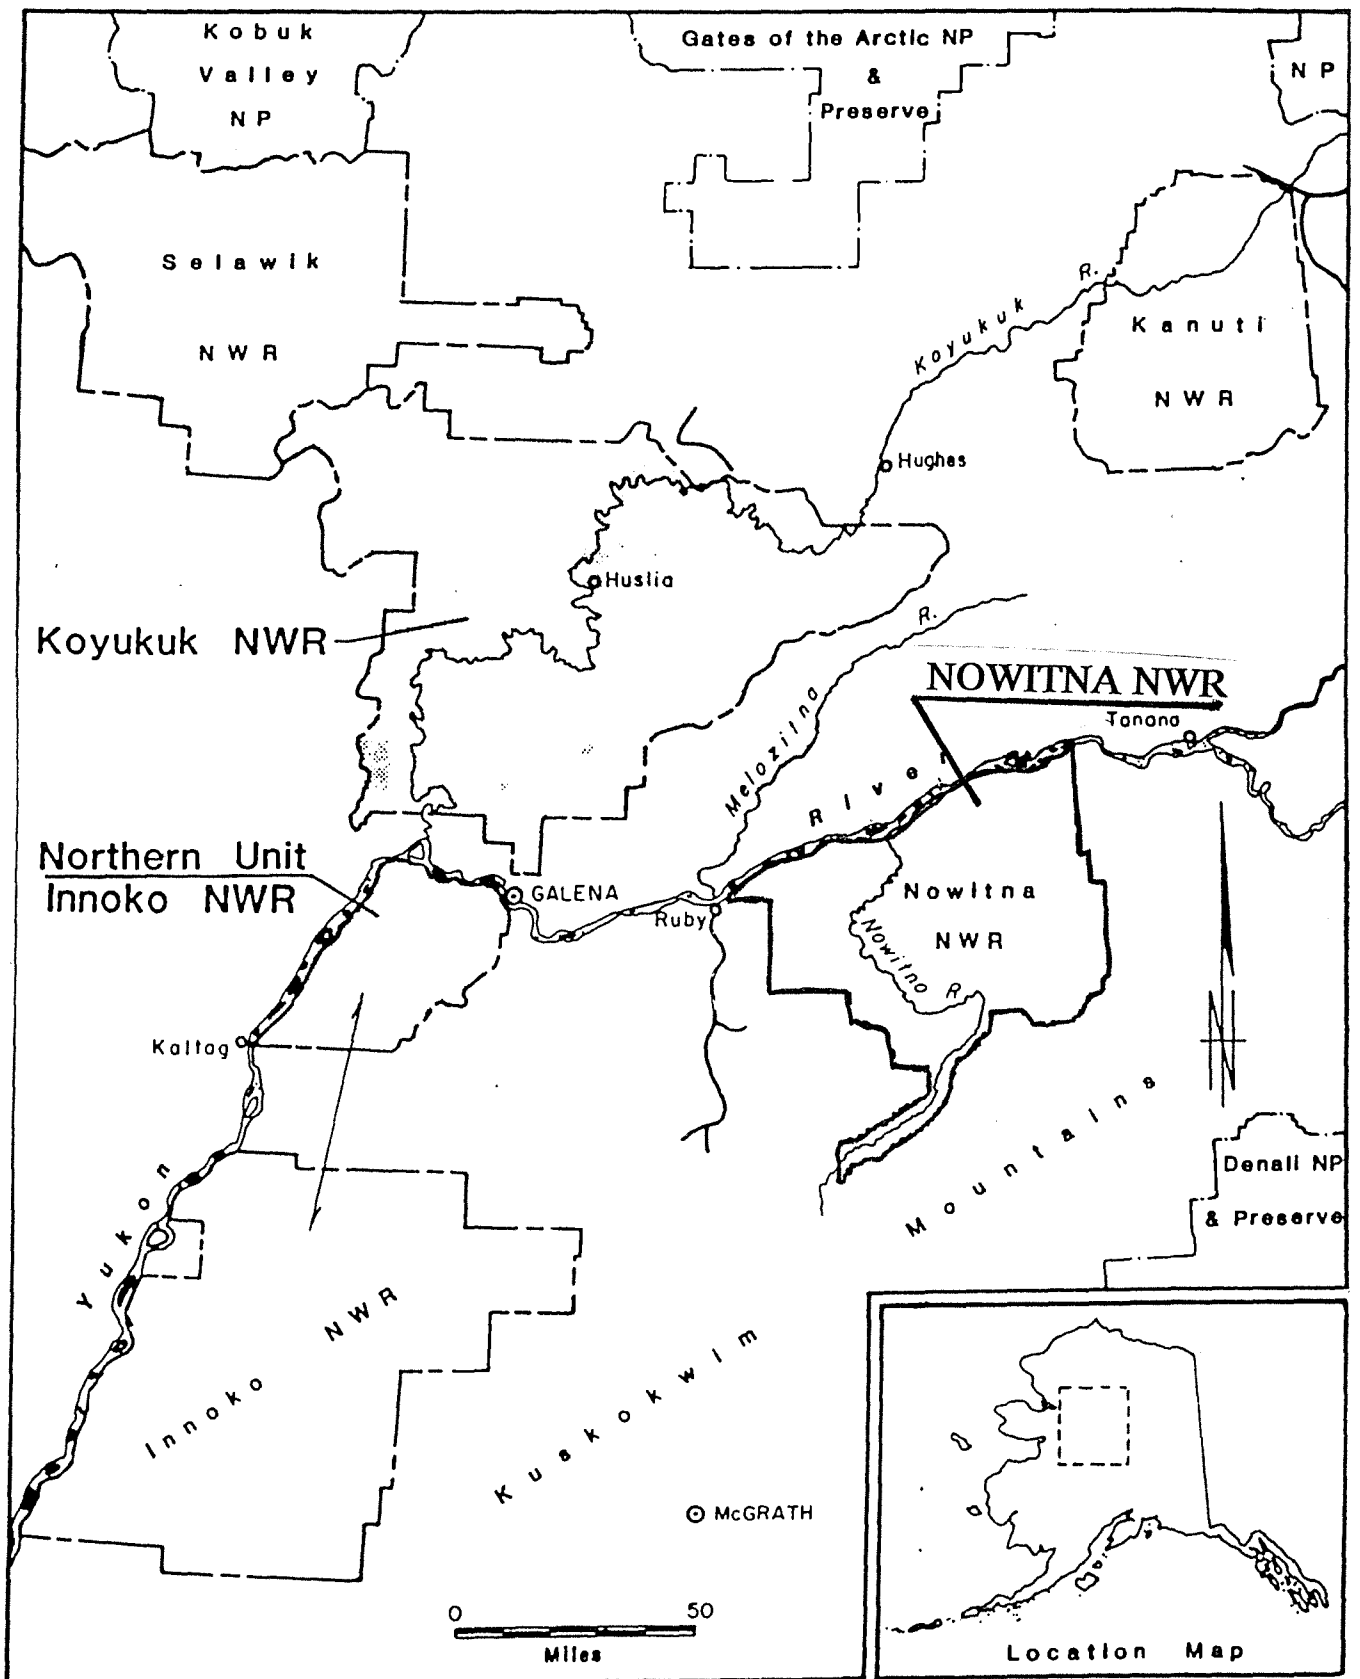 Kobuk
Valley
NP
Gates of the Arctic NP
&
Preserve
NP
Selawik
NWR
Koyukuk R.
Kanuti
NWR
Hughes
Huslia
Koyukuk NWR
R.
Melozitna
NOWITNA NWR
Tanana
River
Northern Unit
Innoko NWR
GALENA
Ruby
Nowitna
NWR
Nowitna R.
N
Kaltag
Yukon
Mountains
Denali NP
& Preserve
Innoko NWR
Kuskokwim
McGRATH
0 50
Miles
Location Map